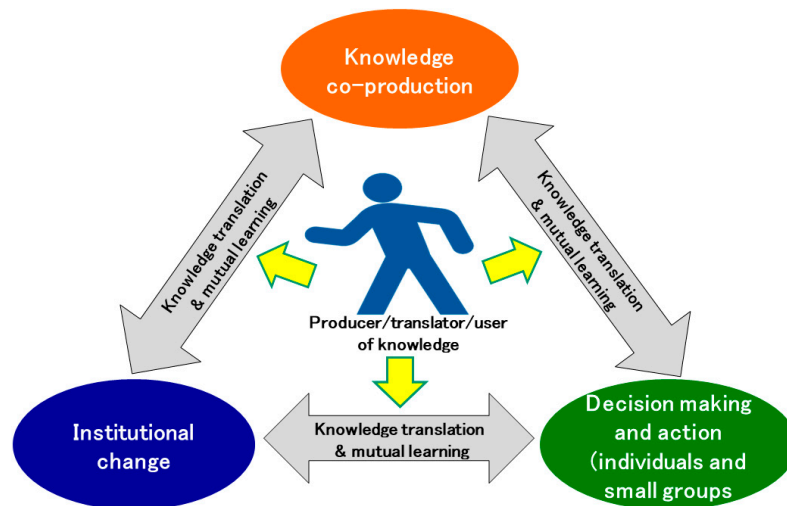 Knowledge
co-production
Knowledge translation
& mutual learning
Knowledge translation
& mutual learning
Producer/translator/user
of knowledge
Institutional
change
Knowledge translation
& mutual learning
Decision making
and action
(individuals and
small groups